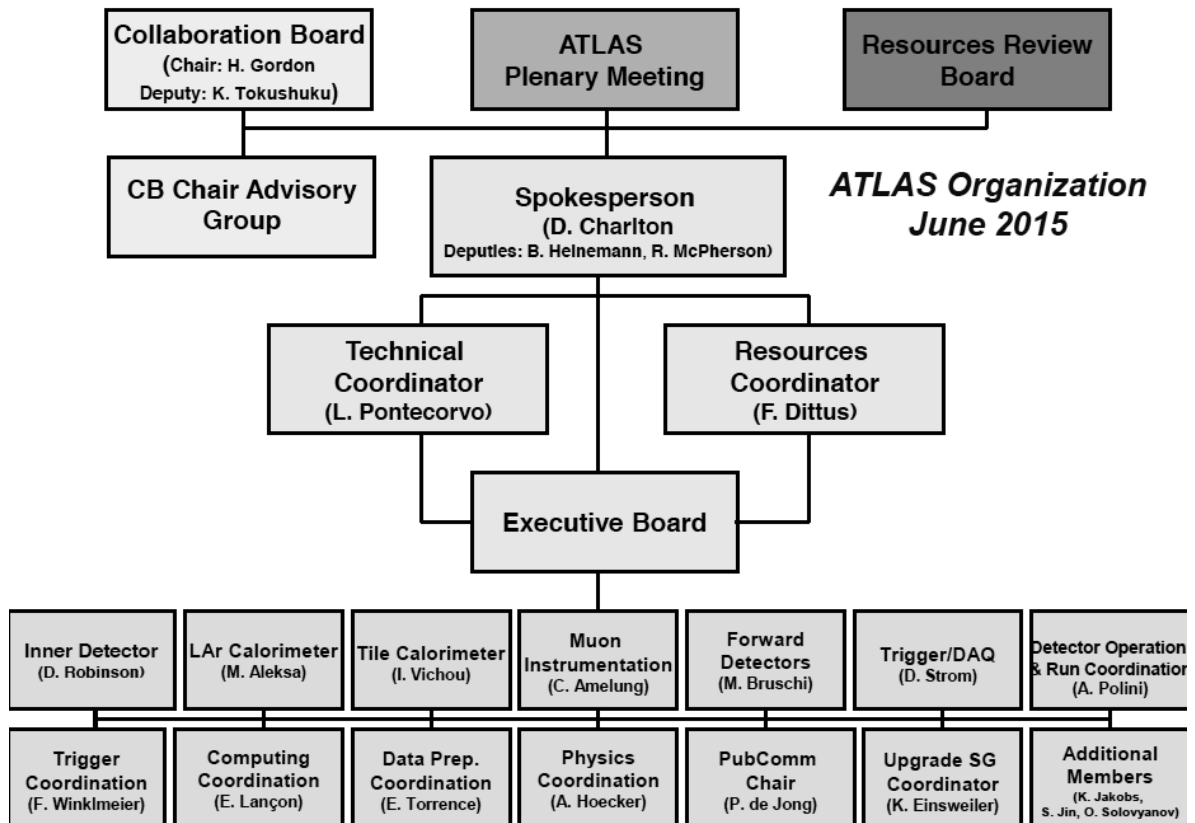 Collaboration Board
(Chair: H. Gordon
Deputy: K. Tokushuku)
ATLAS
Plenary Meeting
Resources Review
Board
CB Chair Advisory
Group
Spokesperson
(D. Charlton
Deputies: B. Heinemann, R. McPherson)
ATLAS Organization
June 2015
Technical
Coordinator
(L. Pontecorvo)
Resources
Coordinator
(F. Dittus)
Executive Board
Inner Detector
(D. Robinson)
LAr Calorimeter
(M. Aleksa)
Tile Calorimeter
(I. Vichou)
Muon
Instrumentation
(C. Amelung)
Forward
Detectors
(M. Bruschi)
Trigger/DAQ
(D. Strom)
Detector Operation
& Run Coordination
(A. Polini)
Trigger
Coordination
(F. Winklmeier)
Computing
Coordination
(E. Lançon)
Data Prep.
Coordination
(E. Torrence)
Physics
Coordination
(A. Hoecker)
PubComm
Chair
(P. de Jong)
Upgrade SG
Coordinator
(K. Einsweiler)
Additional
Members
(K. Jakobs,
S. Jin, O. Solovyanov)